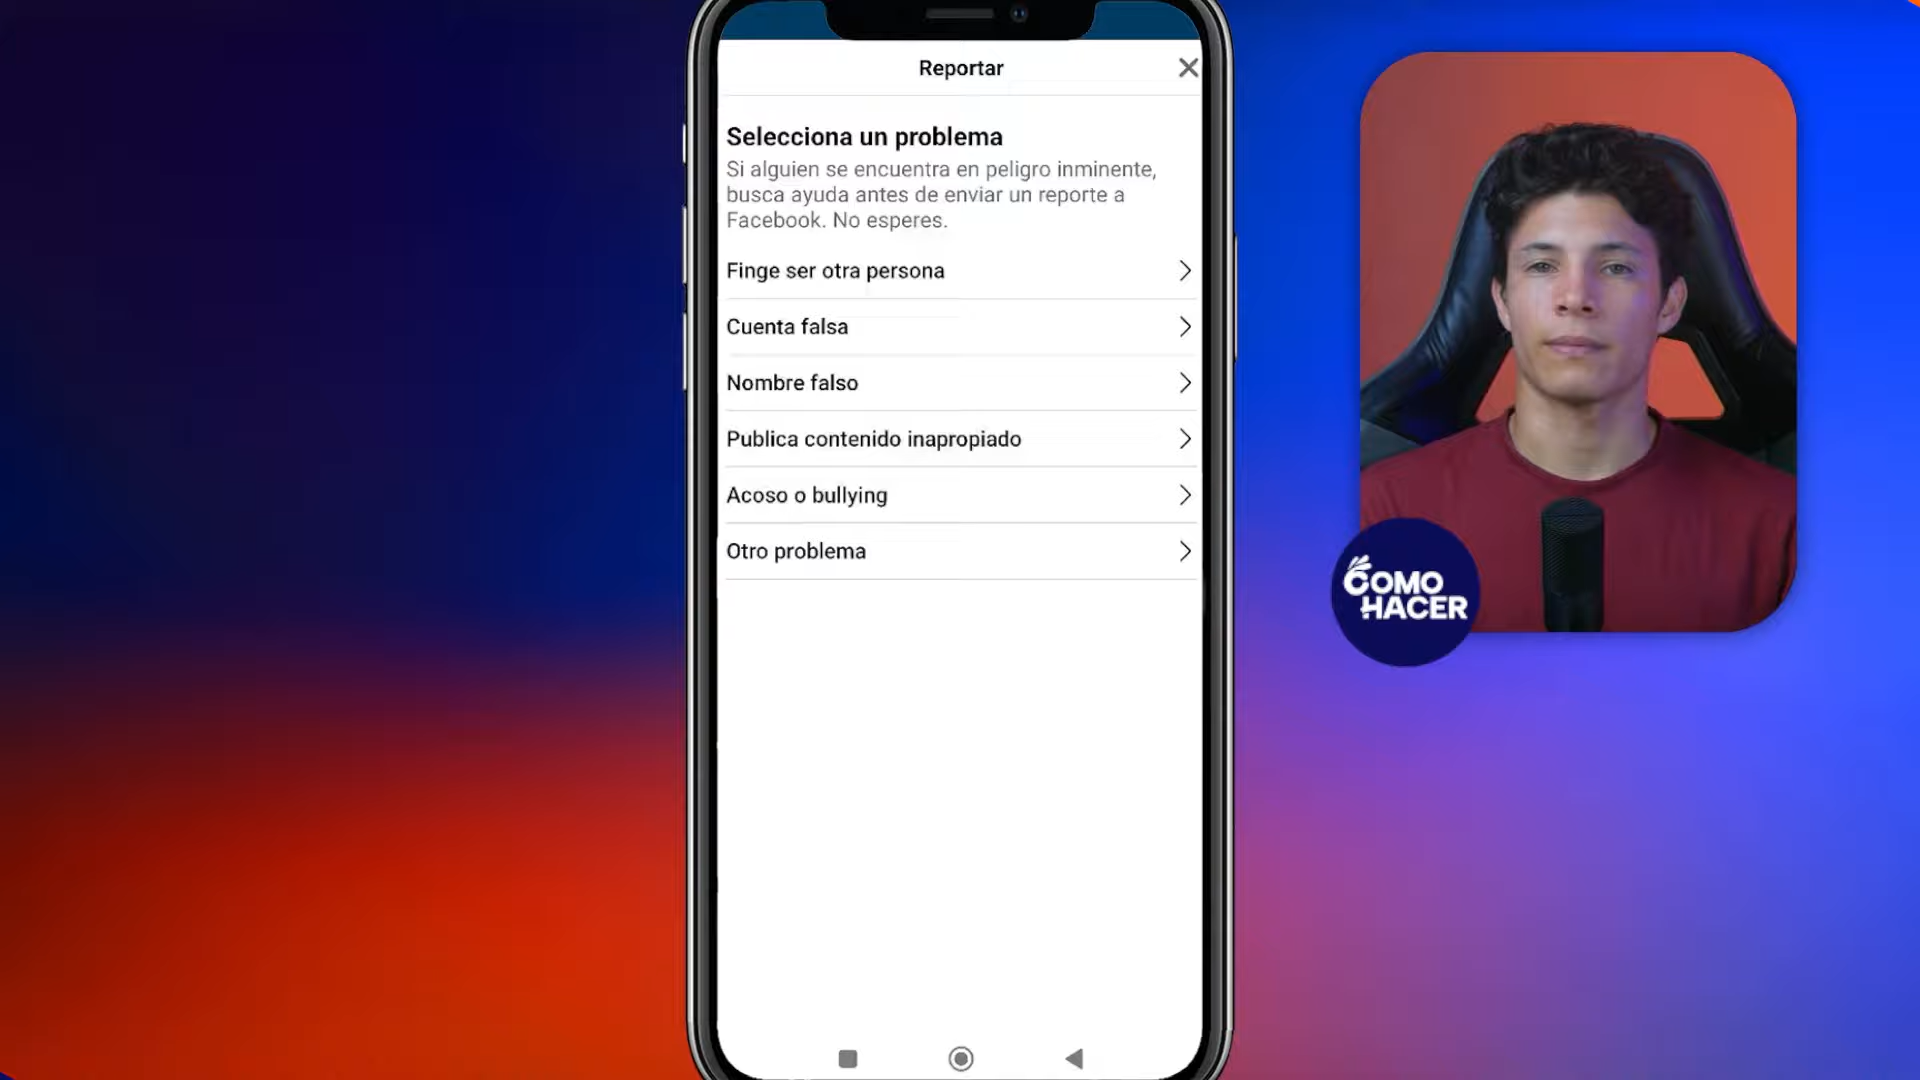 Reportar
Selecciona un problema
Si alguien se encuentra en peligro inminente,
busca ayuda antes de enviar un reporte a
Facebook. No esperes.
Finge ser otra persona
Cuenta falsa
Nombre falso
Publica contenido inapropiado
Acoso o bullying
Otro problema
COMO
HACER